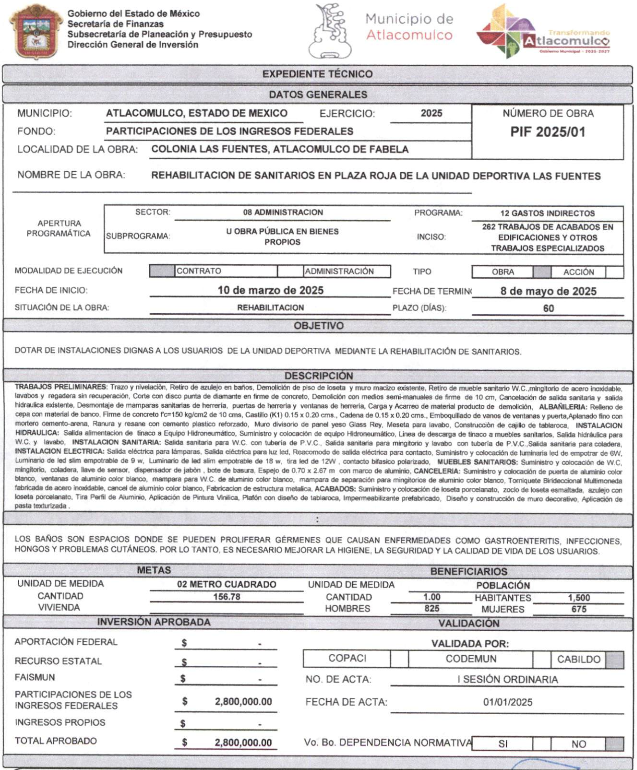 Gobierno del Estado de México
Secretaría de Finanzas
Subsecretaría de Planeación y Presupuesto
Dirección General de Inversión
Municipio de
Atlacomulco
Transformando
Atlacomulco
EXPEDIENTE TÉCNICO
DATOS GENERALES
MUNICIPIO: ATLACOMULCO, ESTADO DE MEXICO EJERCICIO: 2025 NÚMERO DE OBRA
FONDO: PARTICIPACIONES DE LOS INGRESOS FEDERALES PIF 2025/01
LOCALIDAD DE LA OBRA: COLONIA LAS FUENTES, ATLACOMULCO DE FABELA
NOMBRE DE LA OBRA: REHABILITACION DE SANITARIOS EN PLAZA ROJA DE LA UNIDAD DEPORTIVA LAS FUENTES
APERTURA PROGRAMÁTICA
SECTOR: 08 ADMINISTRACION PROGRAMA: 12 GASTOS INDIRECTOS
SUBPROGRAMA: U OBRA PÚBLICA EN BIENES PROPIOS INCISO: 262 TRABAJOS DE ACABADOS EN EDIFICACIONES Y OTROS TRABAJOS ESPECIALIZADOS
MODALIDAD DE EJECUCIÓN CONTRATO ADMINISTRACIÓN TIPO OBRA ACCIÓN
FECHA DE INICIO: 10 de marzo de 2025 FECHA DE TERMIN 8 de mayo de 2025
SITUACIÓN DE LA OBRA: REHABILITACION PLAZO (DÍAS): 60
OBJETIVO
DOTAR DE INSTALACIONES DIGNAS A LOS USUARIOS DE LA UNIDAD DEPORTIVA MEDIANTE LA REHABILITACIÓN DE SANITARIOS.
DESCRIPCIÓN
TRABAJOS PRELIMINARES: Trazo y nivelación, Retiro de azulejo en baños, Demolición de piso de loseta y muro macizo existente, Retiro de mueble sanitario W.C.,mingitorio de acero inoxidable,
lavabos y regadera sin recuperación, Corte con disco punta de diamante en firme de concreto, Demolición con medios semi-manuales de firme de 10 cm, Cancelación de salida sanitaria y salida
hidraulica existente, Desmontaje de mamparas sanitarias de herreria, puertas de herreria y ventanas de herreria, Carga y Acarreo de material producto de demolición, ALBAÑILERIA: Relleno de
cepa con material de banco, Firme de concreto f'c=150 kg/cm2 de 10 cms, Castillo (K1) 0.15 x 0.20 cms., Cadena de 0.15 x 0.20 cms., Emboquillado de vanos de ventanas y puerta,Aplanado fino con
mortero cemento-arena, Ranura y resane con cemento plastico reforzado, Muro divisorio de panel yeso Glass Rey, Meseta para lavabo, Construcción de cajillo de tablaroca, INSTALACION
HIDRAULICA: Salida alimentacion de tinaco a Equipo Hidroneumático, Suministro y colocación de equipo Hidroneumático, Linea de descarga de tinaco a muebles sanitarios. Salida hidráulica para
W.C. y lavabo, INSTALACION SANITARIA: Salida sanitaria para W.C. con tubería de P.V.C., Salida sanitaria para mingitorio y lavabo con tubería de P.V.C.,Salida sanitaria para coladera,
INSTALACION ELECTRICA: Salida eléctrica para lámparas, Salida eléctrica para luz led, Reacomodo de salida eléctrica para contacto, Suministro y colocación de luminaria led de empotrar de 6W,
Luminario de led slim empotrable de 9 w, Luminario de led slim empotrable de 18 w, tira led de 12W , contacto bifasico polarizado, MUEBLES SANITARIOS: Suministro y colocación de W.C,
mingitorio, coladera, llave de sensor, dispensador de jabón , bote de basura. Espejo de 0.70 x 2.67 m con marco de aluminio, CANCELERIA: Suministro y colocación de puerta de aluminio color
blanco, ventanas de aluminio color blanco, mampara para W.C. de aluminio color blanco, mampara de separación para mingitorios de aluminio color blanco, Torniquete Bidireccional Multimoneda
fabricada de acero inoxidable, cancel de aluminio color blanco, Fabricacion de estructura metalica. ACABADOS: Suministro y colocación de loseta porcelanato, zoclo de loseta esmaltada, azulejo con
loseta porcelanato, Tira Perfil de Aluminio, Aplicación de Pintura Vinilica, Plafón con diseño de tablaroca, Impermeabilizante prefabricado, Diseño y construcción de muro decorativo, Aplicación de
pasta texturizada .
:
LOS BAÑOS SON ESPACIOS DONDE SE PUEDEN PROLIFERAR GÉRMENES QUE CAUSAN ENFERMEDADES COMO GASTROENTERITIS, INFECCIONES,
HONGOS Y PROBLEMAS CUTÁNEOS. POR LO TANTO, ES NECESARIO MEJORAR LA HIGIENE, LA SEGURIDAD Y LA CALIDAD DE VIDA DE LOS USUARIOS.
METAS BENEFICIARIOS
UNIDAD DE MEDIDA 02 METRO CUADRADO UNIDAD DE MEDIDA POBLACIÓN
CANTIDAD 156.78 CANTIDAD 1.00 HABITANTES 1,500
VIVIENDA HOMBRES 825 MUJERES 675
INVERSIÓN APROBADA VALIDACIÓN
APORTACIÓN FEDERAL $ - VALIDADA POR:
RECURSO ESTATAL $ - COPACI CODEMUN CABILDO
FAISMUN $ - NO. DE ACTA: I SESIÓN ORDINARIA
PARTICIPACIONES DE LOS INGRESOS FEDERALES $ 2,800,000.00 FECHA DE ACTA: 01/01/2025
INGRESOS PROPIOS $ -
TOTAL APROBADO $ 2,800,000.00 Vo. Bo. DEPENDENCIA NORMATIVA SI NO